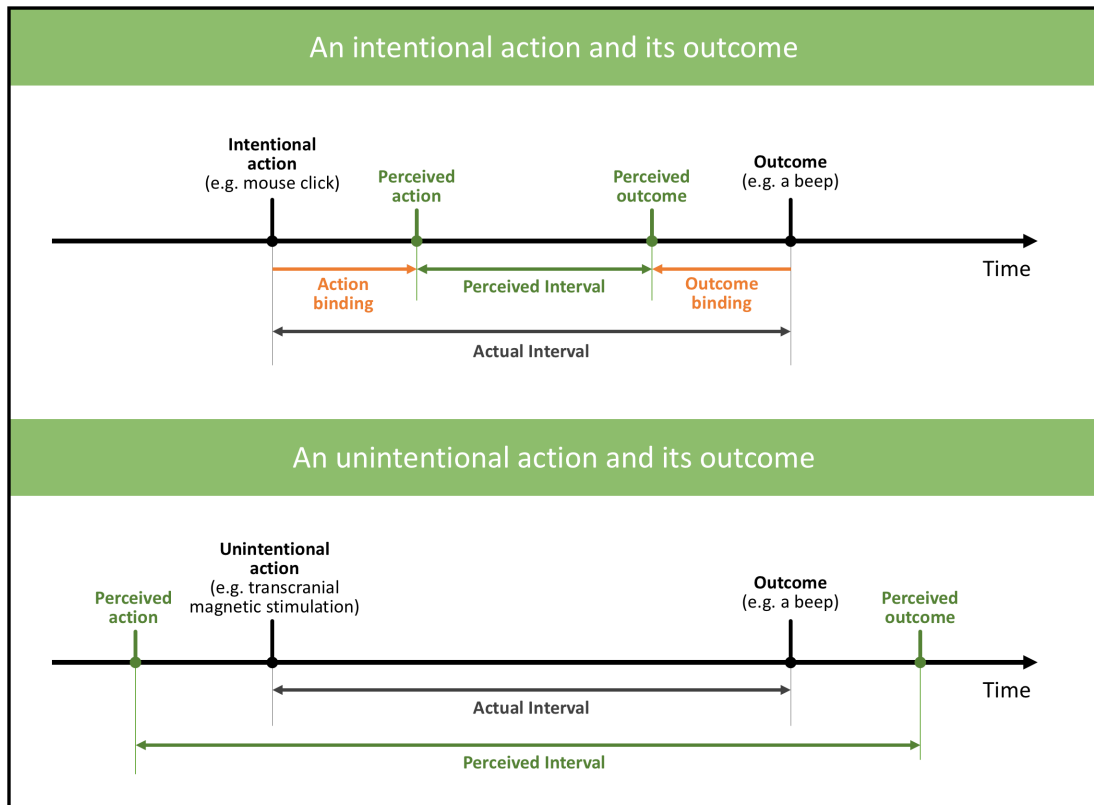 An intentional action and its outcome
Intentional
action
(e.g. mouse click)
Perceived
action
Perceived
outcome
Outcome
(e.g. a beep)
Time
Action
binding
Perceived Interval
Outcome
binding
Actual Interval
An unintentional action and its outcome
Perceived
action
Unintentional
action
(e.g. transcranial
magnetic stimulation)
Outcome
(e.g. a beep)
Perceived
outcome
Time
Actual Interval
Perceived Interval